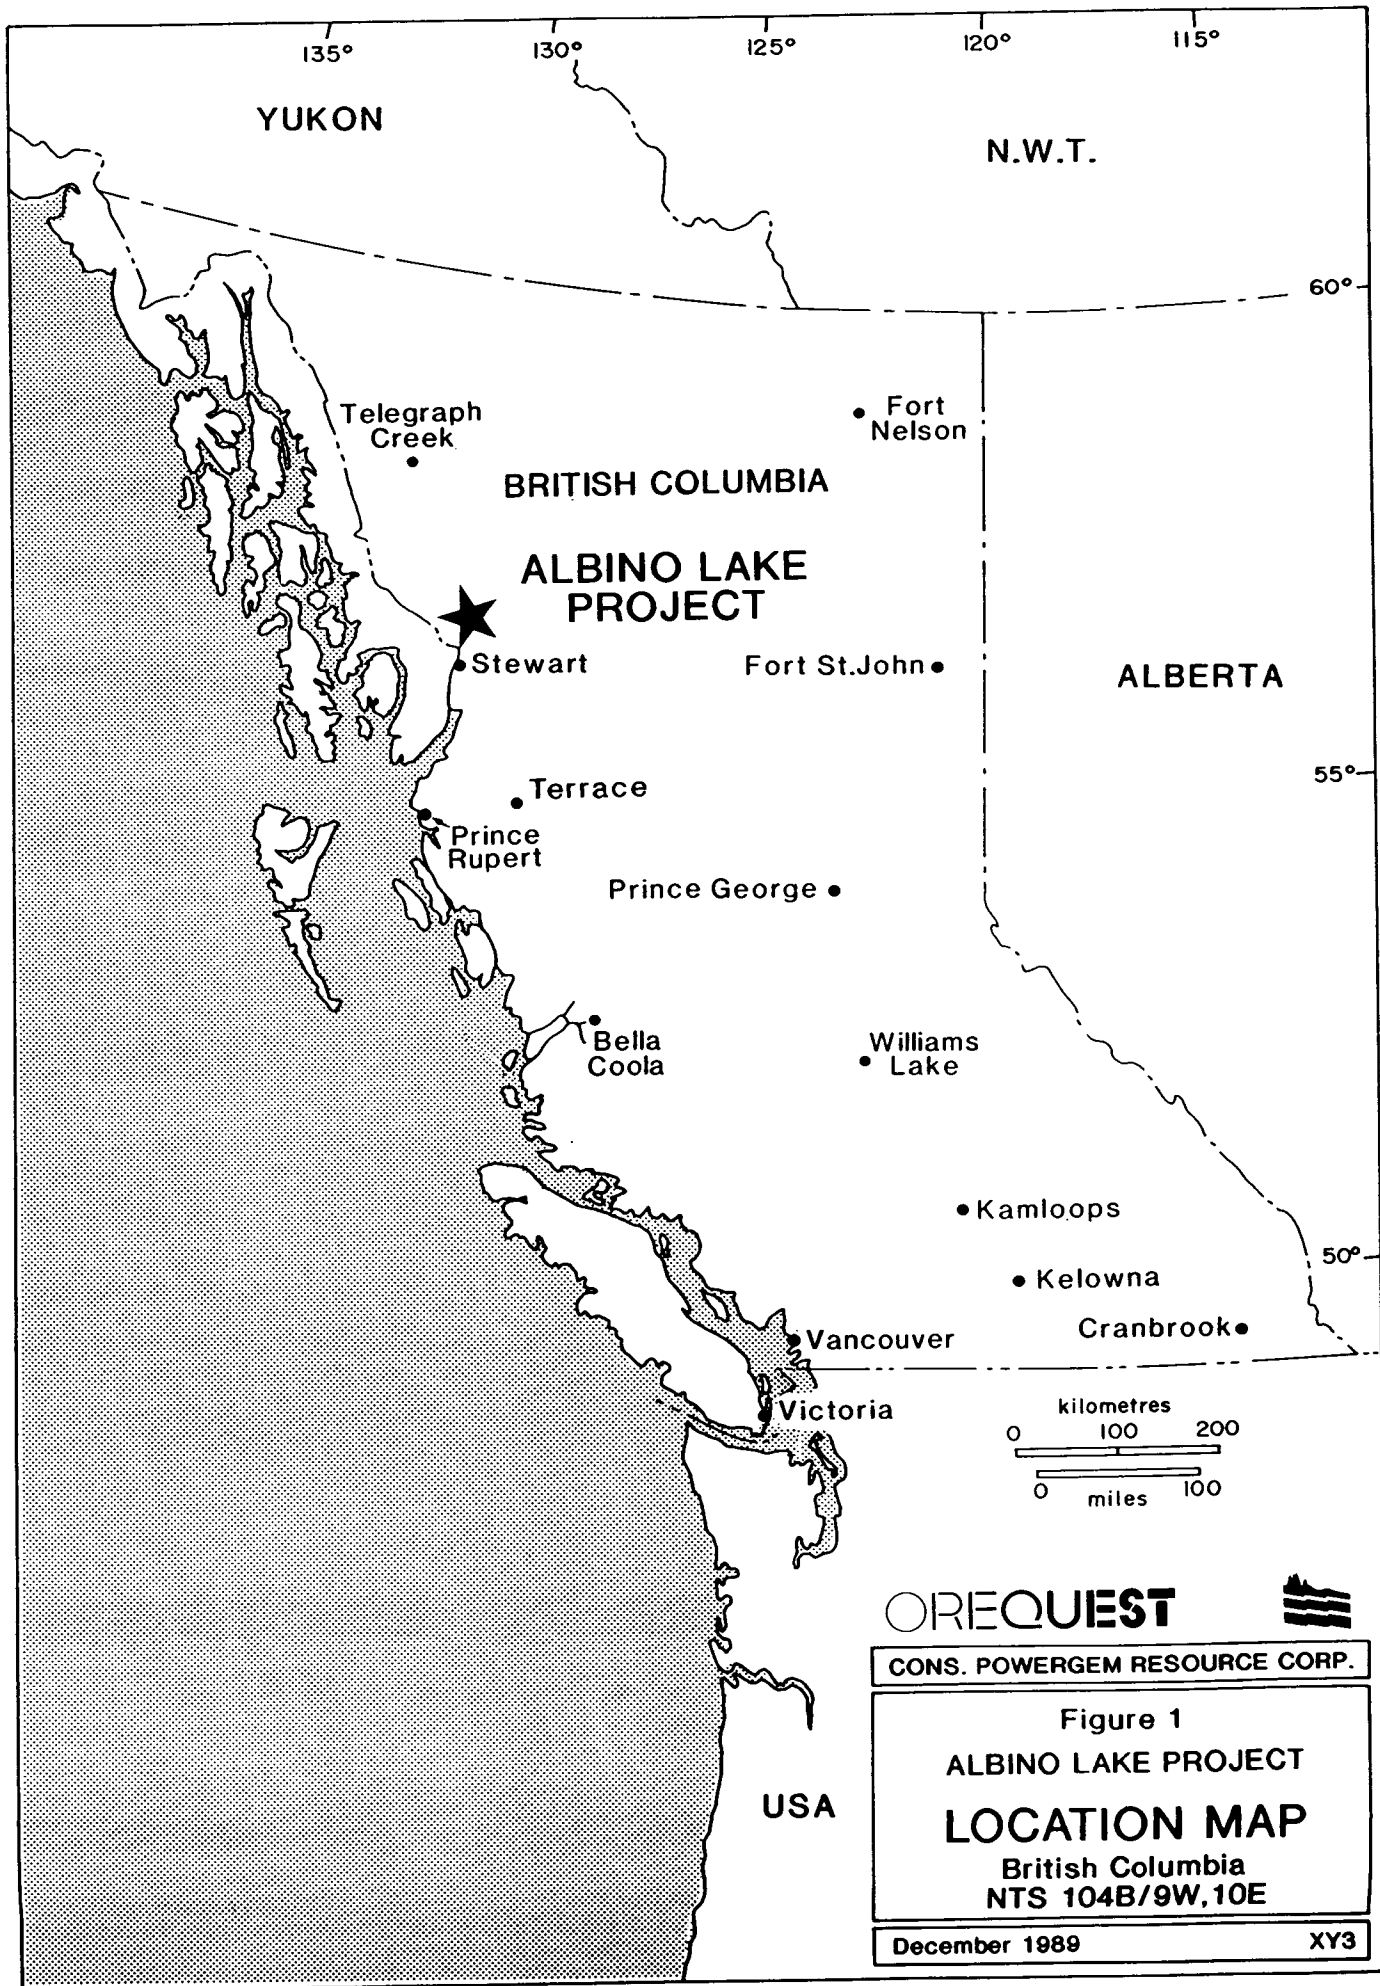 135° 130° 125° 120° 115°
YUKON
N.W.T.
60°
Telegraph
Creek
Fort
Nelson
BRITISH COLUMBIA
ALBINO LAKE
PROJECT
Stewart
Fort St.John
ALBERTA
55°
Terrace
Prince
Rupert
Prince George
Bella
Coola
Williams
Lake
Kamloops
50°
Kelowna
Cranbrook
Vancouver
Victoria
kilometres
0 100 200
0 miles 100
OREQUEST
CONS. POWERGEM RESOURCE CORP.
Figure 1
ALBINO LAKE PROJECT
LOCATION MAP
British Columbia
NTS 104B/9W,10E
USA
December 1989 XY3